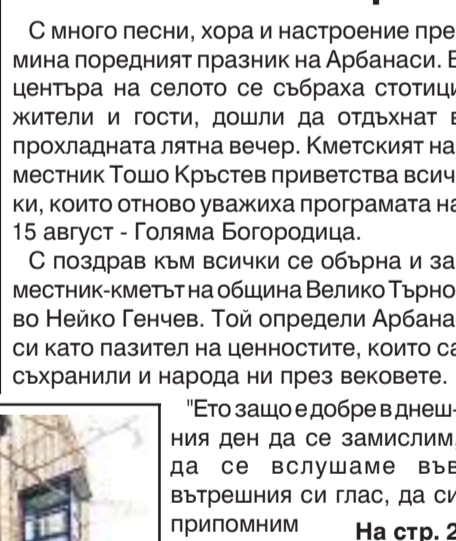 С много песни, хора и настроение пре
мина поредният празник на Арбанаси. В
центъра на селото се събраха стотици
жители и гости, дошли да отдъхнат в
прохладната лятна вечер. Кметският на
местник Тошо Кръстев приветства всич
ки, които отново уважиха програмата на
15 август - Голяма Богородица.
С поздрав към всички се обърна и за
местник-кметът на община Велико Търно
во Нейко Генчев. Той определи Арбана
си като пазител на ценностите, които са
съхранили и народа ни през вековете.
"Ето защо е добре в днеш-
ния ден да се замислим,
да се вслушаме във
вътрешния си глас, да си
припомним
На стр. 2